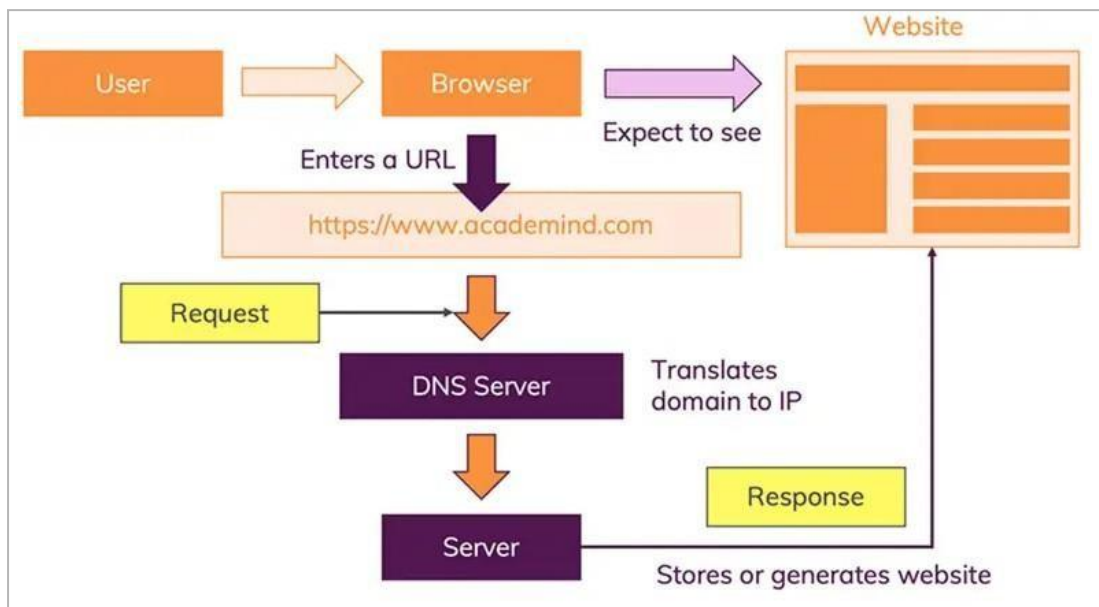 Website
User
Browser
Expect to see
Enters a URL
https://www.academind.com
Request
DNS Server
Translates
domain to IP
Response
Server
Stores or generates website